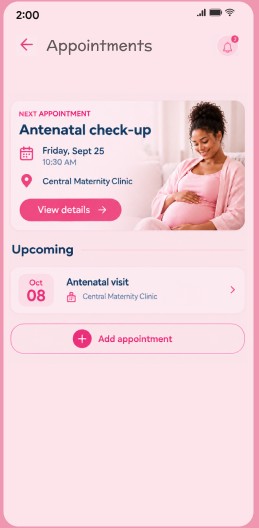 2:00
Appointments
2
NEXT APPOINTMENT
Antenatal check-up
Friday, Sept 25
10:30 AM
Central Maternity Clinic
View details
Upcoming
Oct
08
Antenatal visit
Central Maternity Clinic
Add appointment